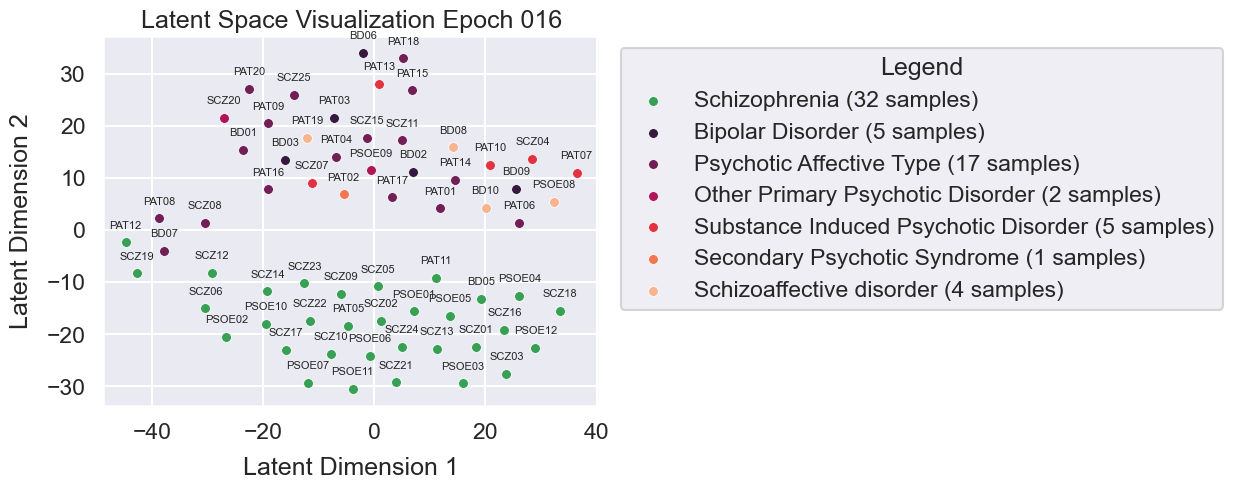 Latent Space Visualization Epoch 016
BD06
PAT18
PAT13
PAT15
PAT20
SCZ25
SCZ20
PAT09
PAT03
PAT19
SCZ15
SCZ11
BD01
BD03
PAT04
BD08
SCZ04
PAT10
PAT07
SCZ07
PSOE09
BD02
PAT14
BD09
PAT16
PAT02
PAT17
PAT01
BD10
PSOE08
PAT08
SCZ08
PAT06
PAT12
BD07
SCZ19
SCZ12
SCZ14
SCZ23
SCZ09
SCZ05
PAT11
BD05
PSOE04
SCZ06
PSOE10
SCZ22
PAT05
SCZ02
PSOE01
PSOE05
SCZ18
PSOE02
SCZ17
SCZ10
PSOE06
SCZ24
SCZ13
SCZ01
SCZ16
PSOE12
PSOE07
PSOE11
SCZ21
PSOE03
SCZ03
30
20
10
0
−10
−20
−30
Latent Dimension 2
−40
−20
0
20
40
Latent Dimension 1
Legend
Schizophrenia (32 samples)
Bipolar Disorder (5 samples)
Psychotic Affective Type (17 samples)
Other Primary Psychotic Disorder (2 samples)
Substance Induced Psychotic Disorder (5 samples)
Secondary Psychotic Syndrome (1 samples)
Schizoaffective disorder (4 samples)